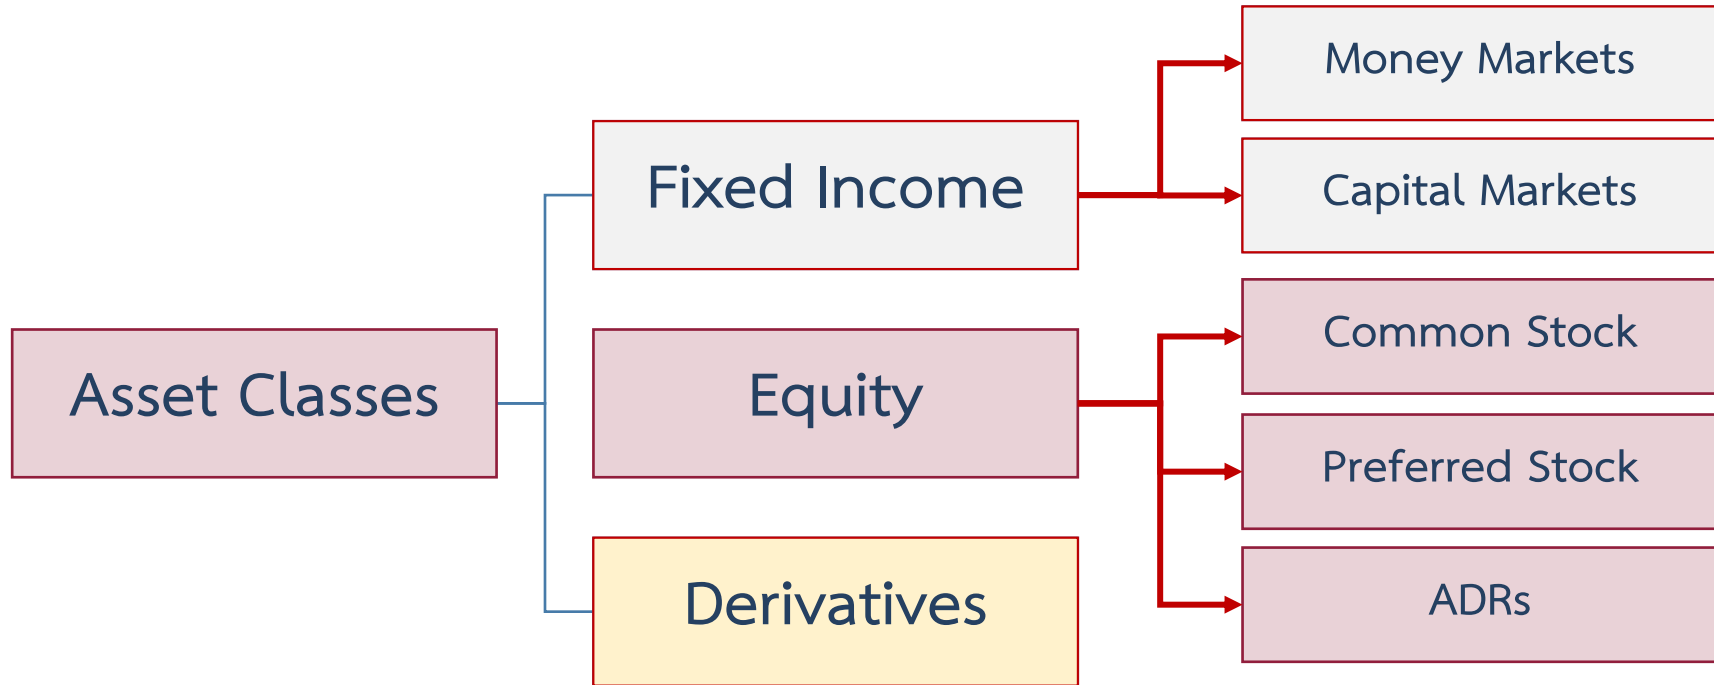 Asset Classes
Fixed Income
Money Markets
Capital Markets
Equity
Common Stock
Preferred Stock
ADRs
Derivatives